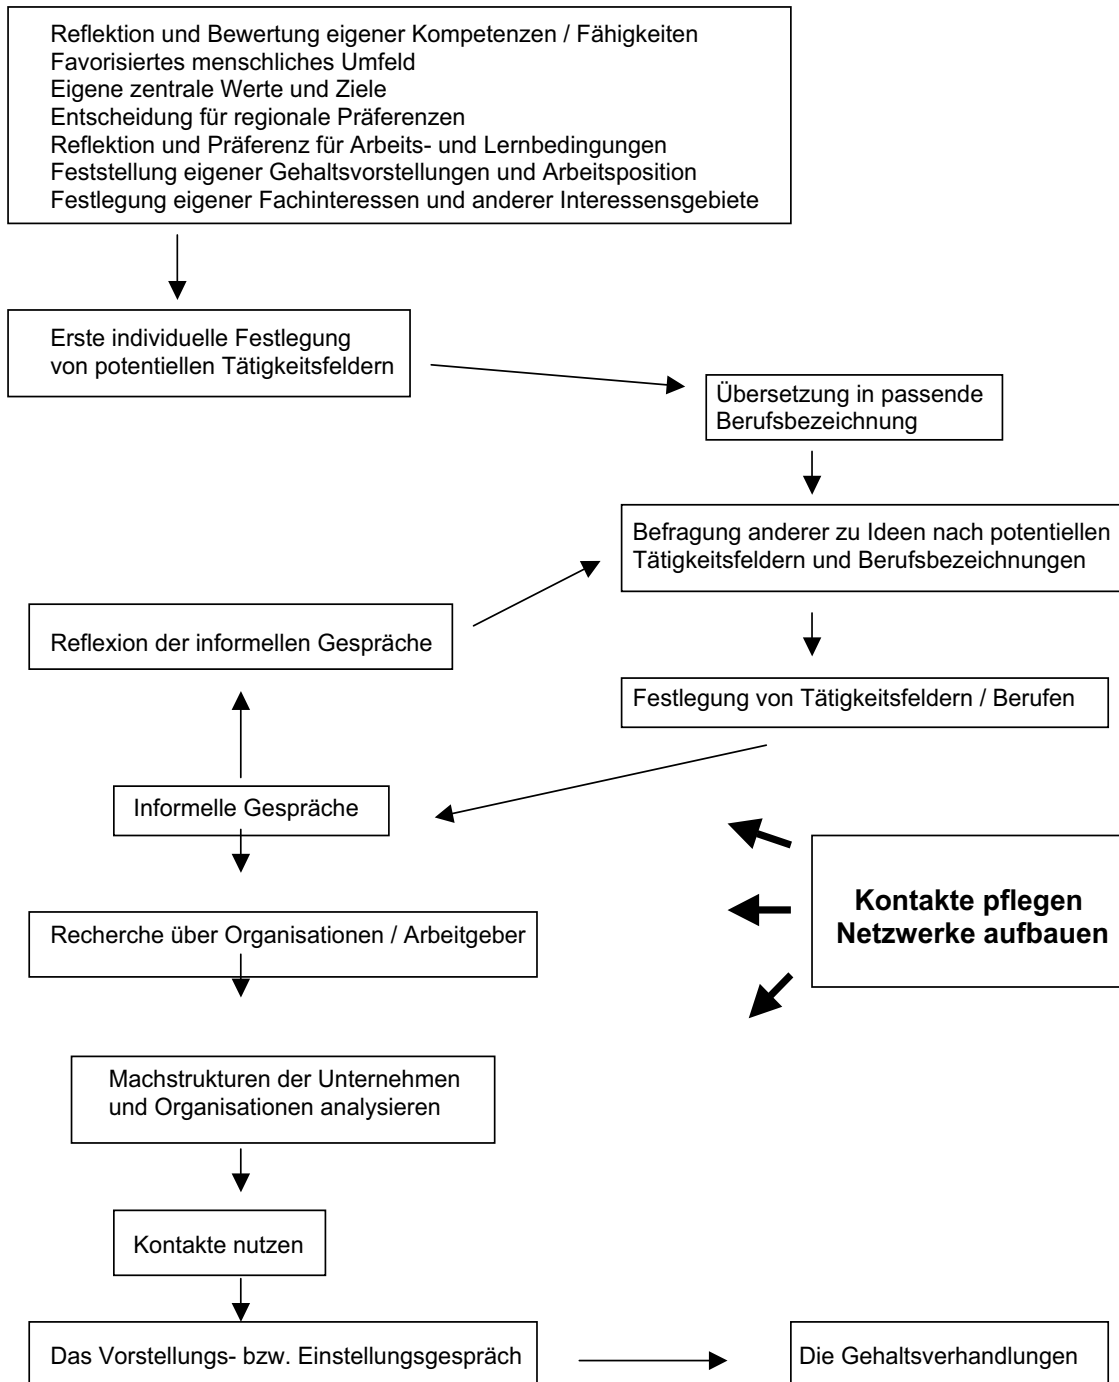 Reflektion und Bewertung eigener Kompetenzen / Fähigkeiten
Favorisiertes menschliches Umfeld
Eigene zentrale Werte und Ziele
Entscheidung für regionale Präferenzen
Reflektion und Präferenz für Arbeits- und Lernbedingungen
Feststellung eigener Gehaltsvorstellungen und Arbeitsposition
Festlegung eigener Fachinteressen und anderer Interessensgebiete
Erste individuelle Festlegung
von potentiellen Tätigkeitsfeldern
Übersetzung in passende
Berufsbezeichnung
Befragung anderer zu Ideen nach potentiellen
Tätigkeitsfeldern und Berufsbezeichnungen
Reflexion der informellen Gespräche
Festlegung von Tätigkeitsfeldern / Berufen
Informelle Gespräche
Kontakte pflegen
Netzwerke aufbauen
Recherche über Organisationen / Arbeitgeber
Machstrukturen der Unternehmen
und Organisationen analysieren
Kontakte nutzen
Das Vorstellungs- bzw. Einstellungsgespräch
Die Gehaltsverhandlungen